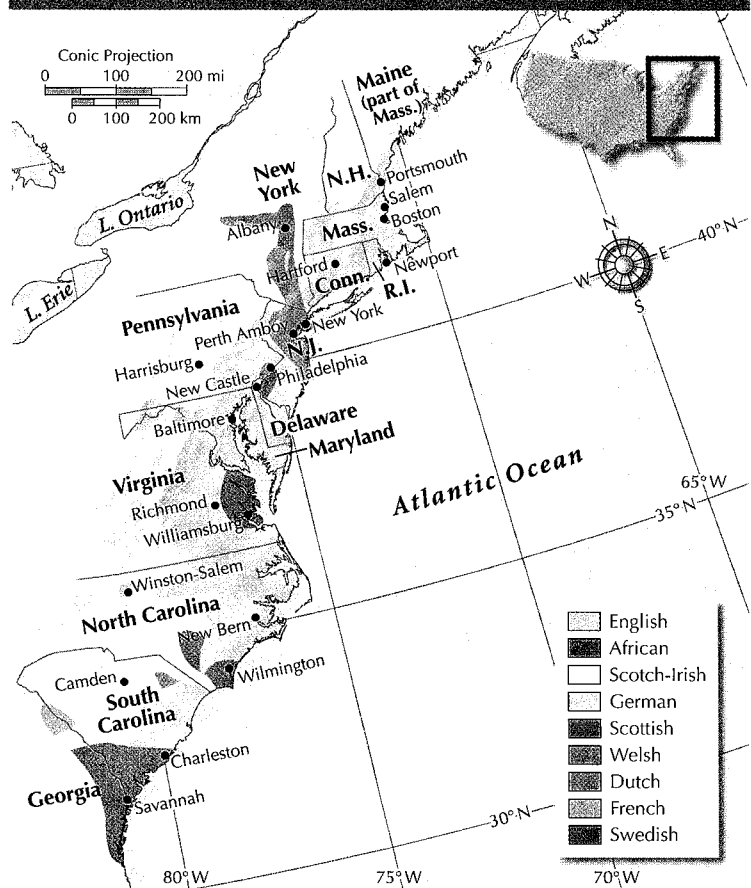 Conic Projection
0 100 200 mi
0 100 200 km
Maine
(part of
Mass.)
New
York
N.H.
Portsmouth
Salem
Boston
L. Ontario
Albany
Mass.
Hartford
Conn.
Newport
R.I.
L. Erie
Pennsylvania
Perth Amboy
New York
N.J.
Harrisburg
New Castle
Philadelphia
Baltimore
Delaware
Maryland
Virginia
Richmond
Williamsburg
Atlantic Ocean
Winston-Salem
North Carolina
New Bern
Wilmington
Camden
South
Carolina
Charleston
Georgia
Savannah
N
W
E
S
40° N
65° W
35° N
30° N
80° W
75° W
70° W
English
African
Scotch-Irish
German
Scottish
Welsh
Dutch
French
Swedish